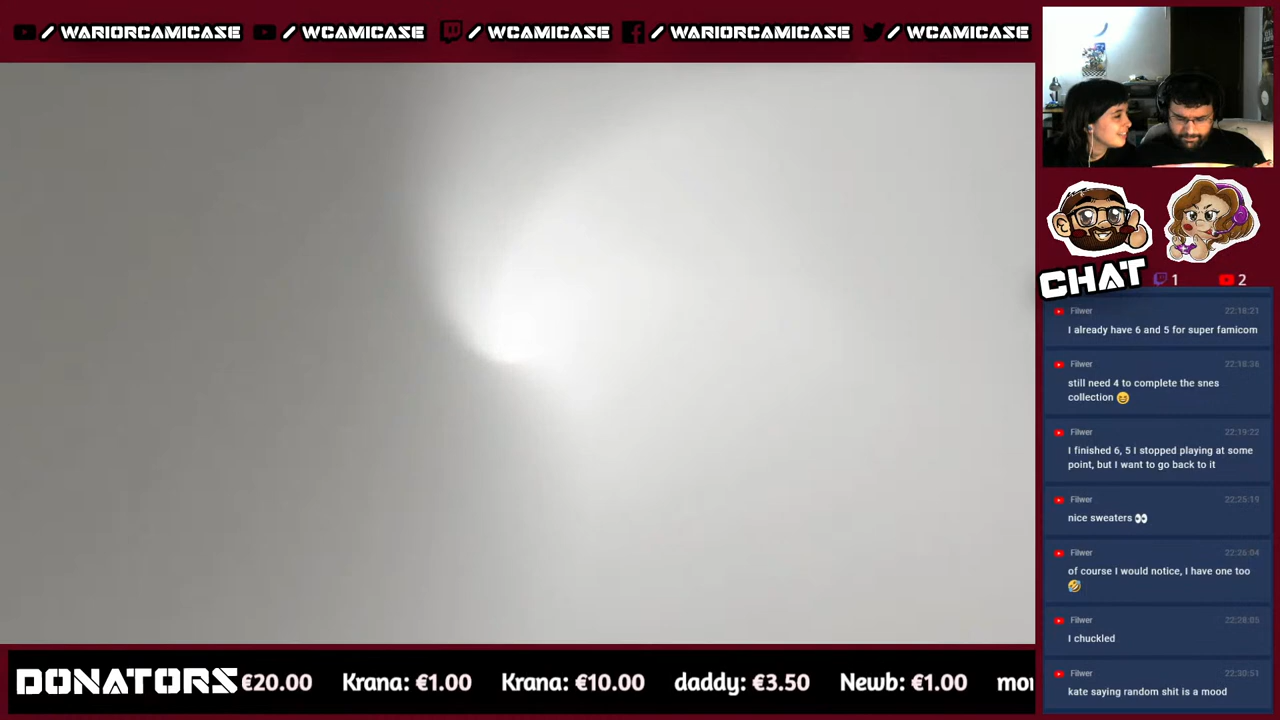 / WARIORCAMICASE / WCAMICASE / WCAMICASE / WARIORCAMICASE / WCAMICASE
CHAT 1 2
Filwer 22:18:21
I already have 6 and 5 for super famicom
Filwer 22:18:36
still need 4 to complete the snes
collection 😄
Filwer 22:19:22
I finished 6, 5 I stopped playing at some
point, but I want to go back to it
Filwer 22:25:19
nice sweaters 👀
Filwer 22:26:04
of course I would notice, I have one too
🤣
Filwer 22:28:05
I chuckled
Filwer 22:30:51
kate saying random shit is a mood
DONATORS €20.00 Krana: €1.00 Krana: €10.00 daddy: €3.50 Newb: €1.00